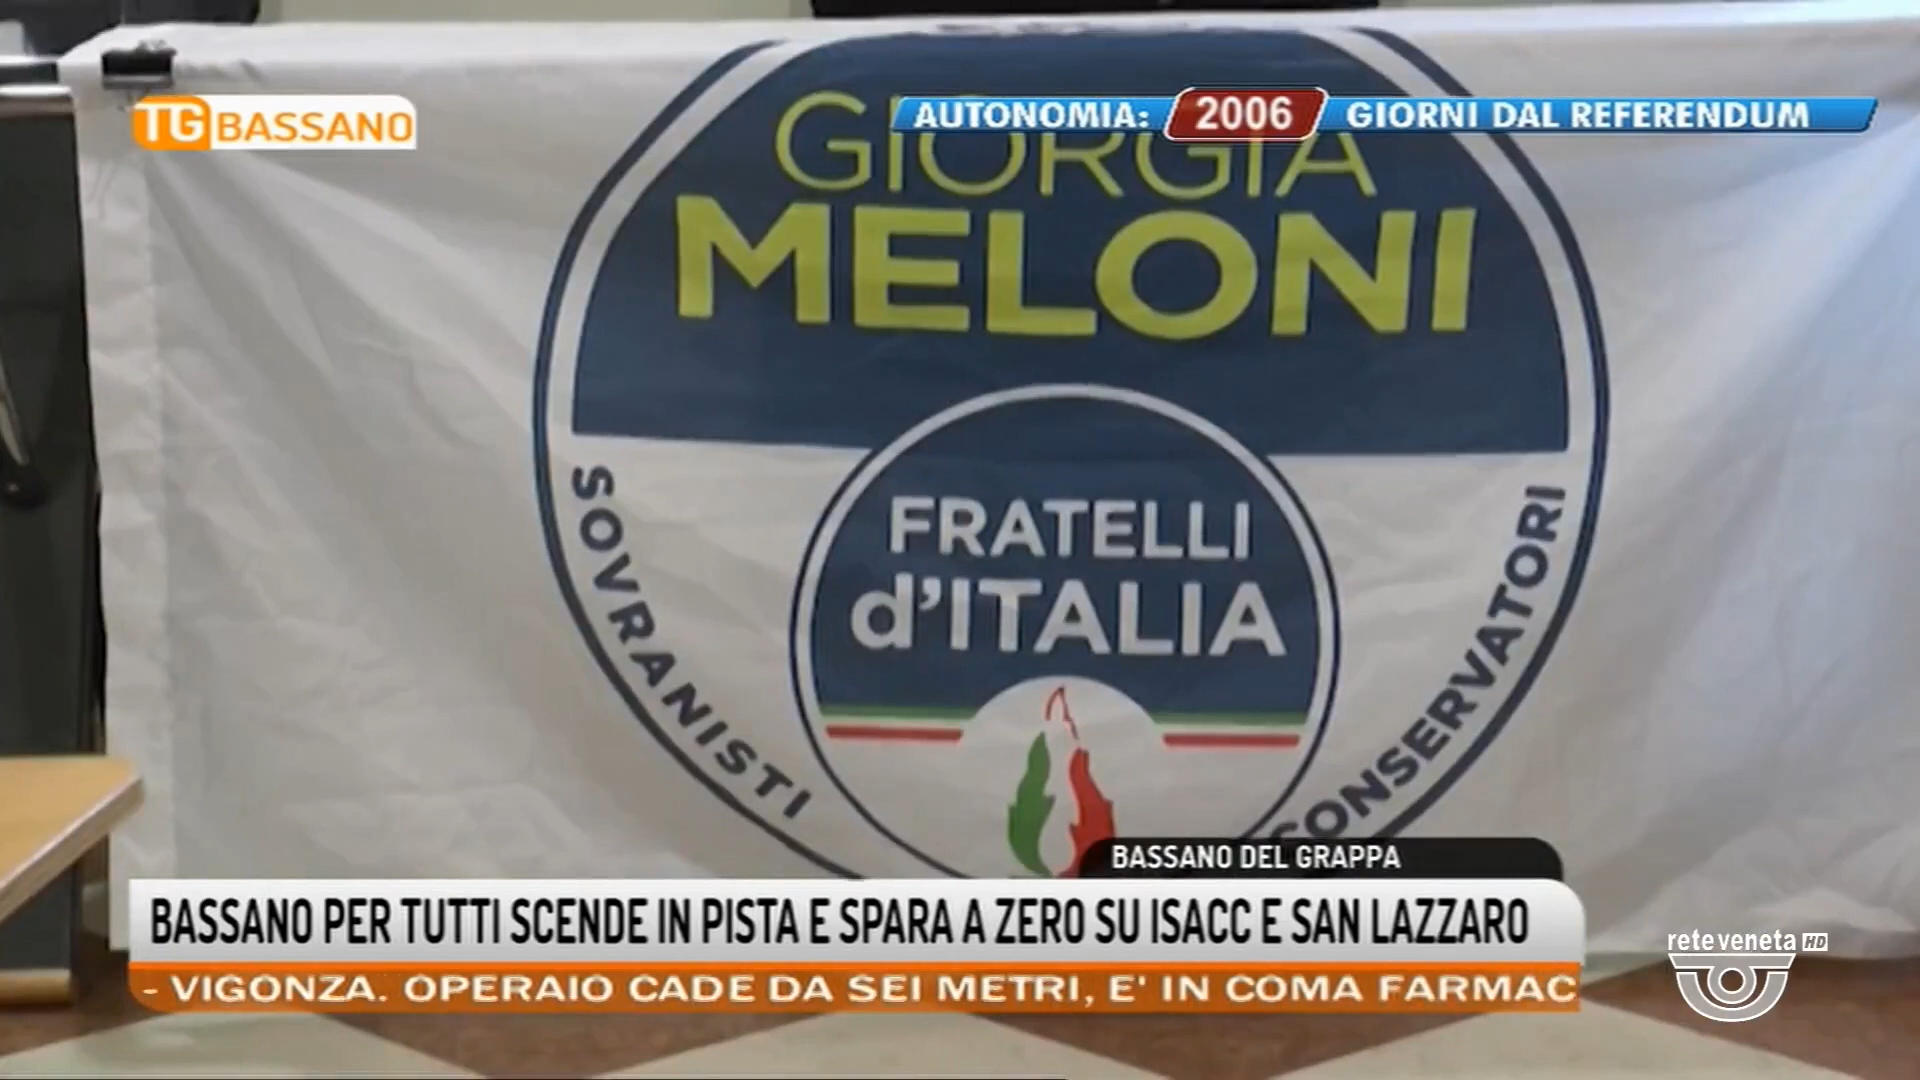 TG BASSANO
AUTONOMIA: 2006 GIORNI DAL REFERENDUM
GIORGIA
MELONI
FRATELLI
d'ITALIA
SOVRANISTI
CONSERVATORI
BASSANO DEL GRAPPA
BASSANO PER TUTTI SCENDE IN PISTA E SPARA A ZERO SU ISACC E SAN LAZZARO
reteveneta HD
- VIGONZA. OPERAIO CADE DA SEI METRI, E' IN COMA FARMAC